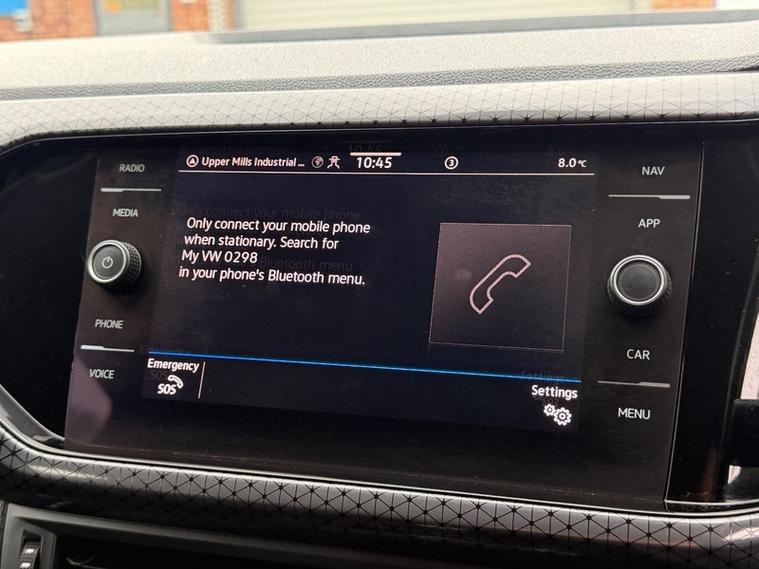 RADIO
MEDIA
PHONE
VOICE
Upper Mills Industrial ... 10:45 3 8.0°C
Only connect your mobile phone
when stationary. Search for
My VW 0298
in your phone's Bluetooth menu.
Emergency
SOS
Settings
NAV
APP
CAR
MENU